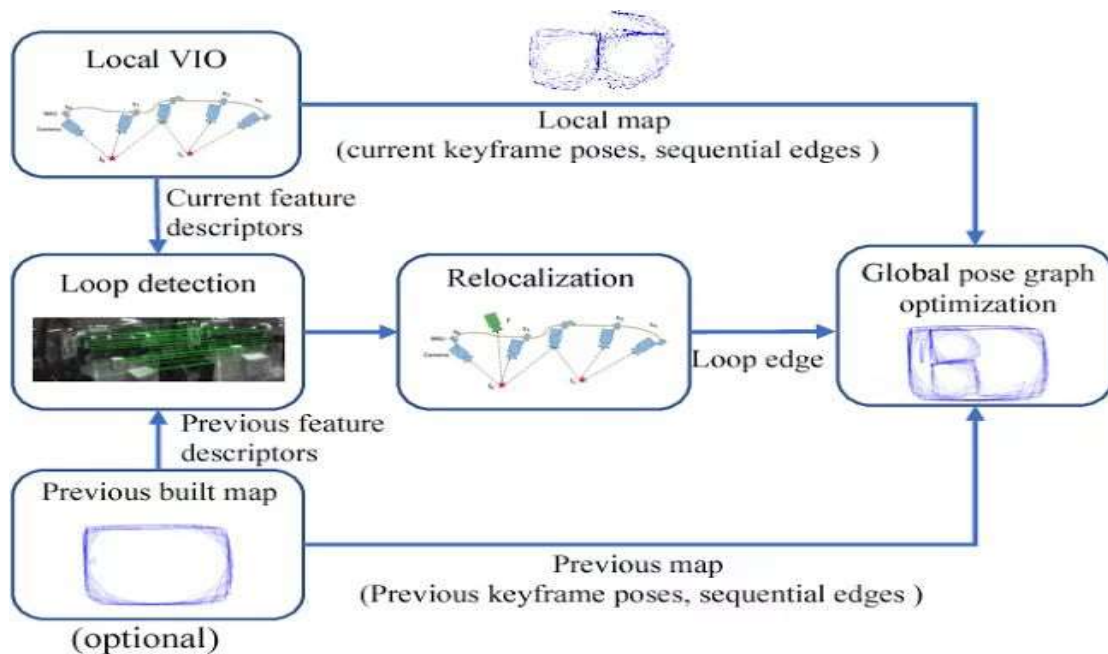 Local VIO
Local map
(current keyframe poses, sequential edges )
Current feature
descriptors
Loop detection
Relocalization
Global pose graph
optimization
Loop edge
Previous feature
descriptors
Previous built map
Previous map
(Previous keyframe poses, sequential edges )
(optional)